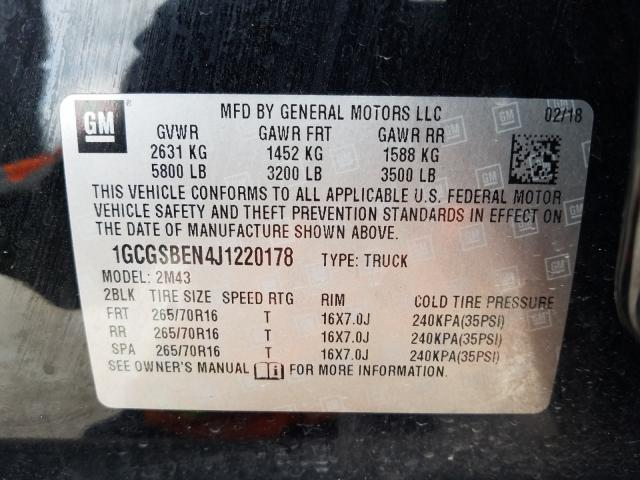 GM
MFD BY GENERAL MOTORS LLC 02/18
GVWR GAWR FRT GAWR RR
2631 KG 1452 KG 1588 KG
5800 LB 3200 LB 3500 LB
THIS VEHICLE CONFORMS TO ALL APPLICABLE U.S. FEDERAL MOTOR
VEHICLE SAFETY AND THEFT PREVENTION STANDARDS IN EFFECT ON
THE DATE OF MANUFACTURE SHOWN ABOVE.
1GCGSBEN4J1220178 TYPE: TRUCK
MODEL: 2M43
2BLK TIRE SIZE SPEED RTG RIM COLD TIRE PRESSURE
FRT 265/70R16 T 16X7.0J 240KPA(35PSI)
RR 265/70R16 T 16X7.0J 240KPA(35PSI)
SPA 265/70R16 T 16X7.0J 240KPA(35PSI)
SEE OWNER'S MANUAL FOR MORE INFORMATION.